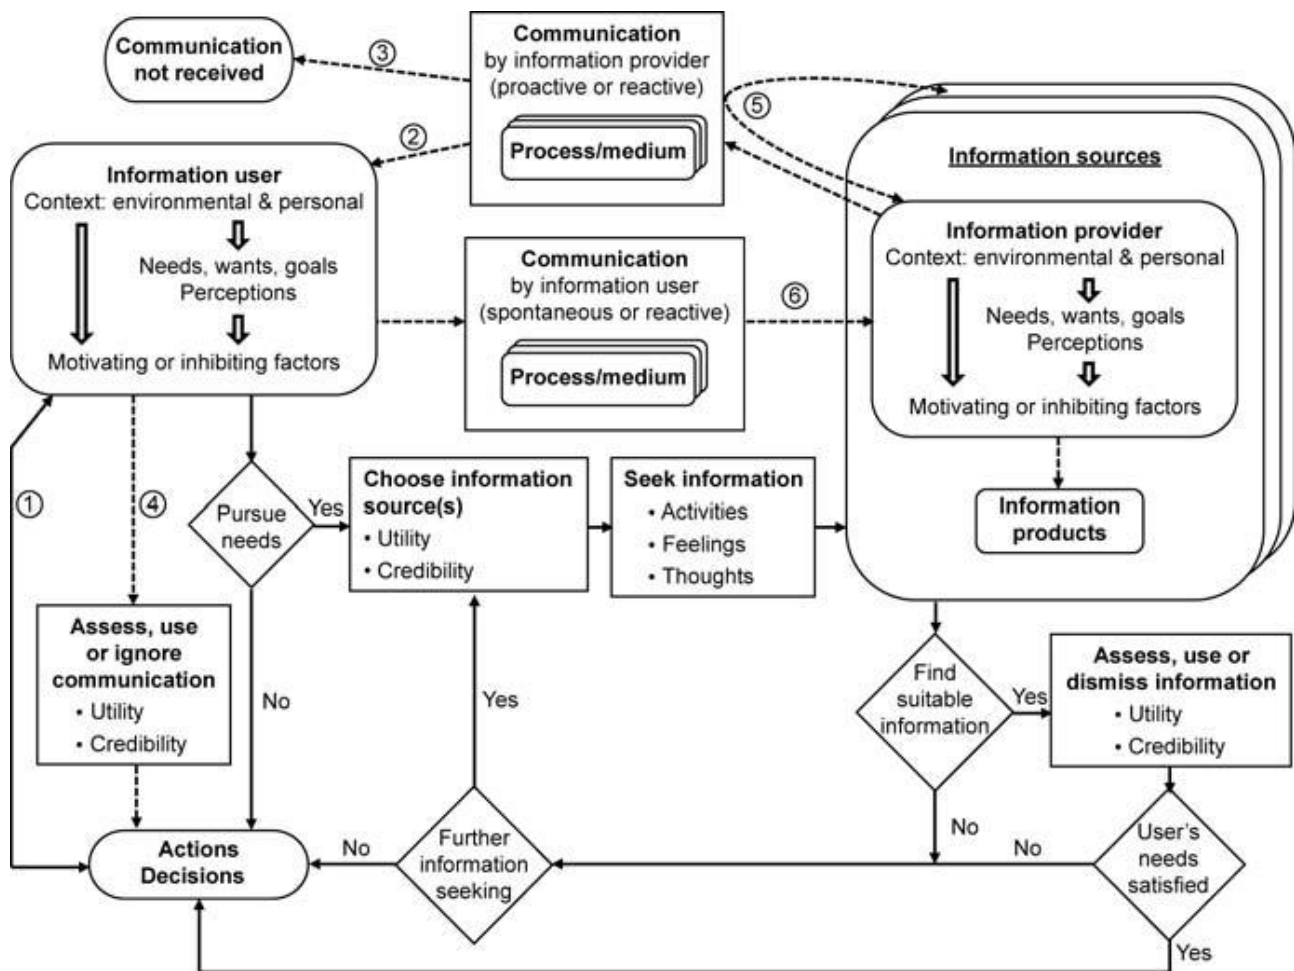 Communication
not received
③
Communication
by information provider
(proactive or reactive)
Process/medium
②
⑤
Information user
Context: environmental & personal
Needs, wants, goals
Perceptions
Motivating or inhibiting factors
Communication
by information user
(spontaneous or reactive)
Process/medium
⑥
Information sources
Information provider
Context: environmental & personal
Needs, wants, goals
Perceptions
Motivating or inhibiting factors
Information
products
①
④
Pursue
needs
Yes
No
Choose information
source(s)
• Utility
• Credibility
Seek information
• Activities
• Feelings
• Thoughts
Assess, use
or ignore
communication
• Utility
• Credibility
Find
suitable
information
Yes
No
Assess, use or
dismiss information
• Utility
• Credibility
User's
needs
satisfied
No
Yes
Further
information
seeking
Yes
No
Actions
Decisions